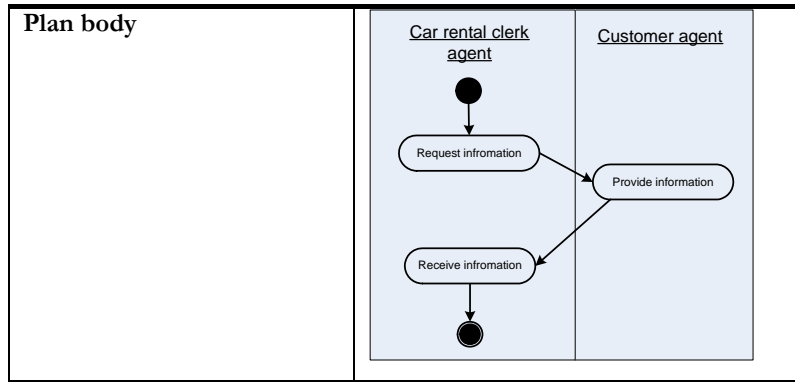 Plan body
Car rental clerk
agent
Customer agent
Request infromation
Provide information
Receive infromation